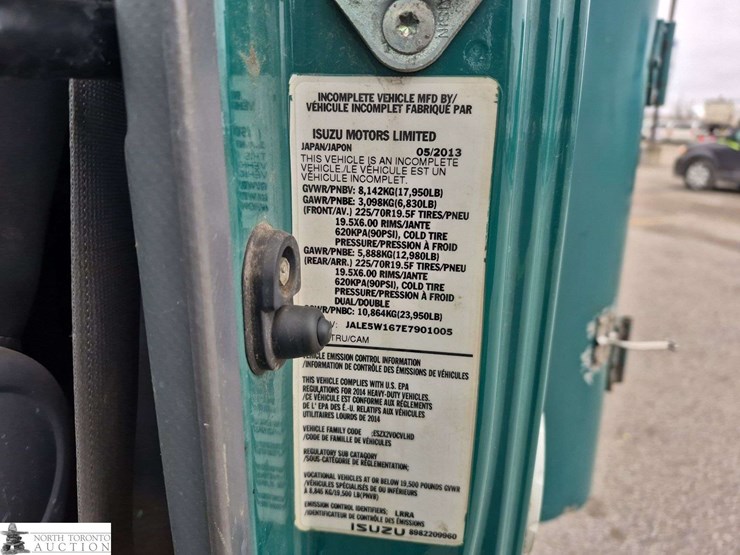 INCOMPLETE VEHICLE MFD BY/
VÉHICULE INCOMPLET FABRIQUÉ PAR
ISUZU MOTORS LIMITED
JAPAN/JAPON 05/2013
THIS VEHICLE IS AN INCOMPLETE
VEHICLE./LE VÉHICULE EST UN
VÉHICULE INCOMPLET.
GVWR/PNBV: 8,142KG(17,950LB)
GAWR/PNBE: 3,098KG(6,830LB)
(FRONT/AV.) 225/70R19.5F TIRES/PNEU
19.5X6.00 RIMS/JANTE
620KPA(90PSI), COLD TIRE
PRESSURE/PRESSION À FROID
GAWR/PNBE: 5,888KG(12,980LB)
(REAR/ARR.) 225/70R19.5F TIRES/PNEU
19.5X6.00 RIMS/JANTE
620KPA(90PSI), COLD TIRE
PRESSURE/PRESSION À FROID
DUAL/DOUBLE
GCWR/PNBC: 10,864KG(23,950LB)
V: JALE5W167E7901005
TRU/CAM
VEHICLE EMISSION CONTROL INFORMATION
/INFORMATION DE CONTRÔLE DES ÉMISSIONS DE VÉHICULES
THIS VEHICLE COMPLIES WITH U.S. EPA
REGULATIONS FOR 2014 HEAVY-DUTY VEHICLES.
/CE VÉHICULE EST CONFORME AUX RÈGLEMENTS
DE L' EPA DES É.-U. RELATIFS AUX VÉHICULES
UTILITAIRES LOURDS DE 2014
VEHICLE FAMILY CODE :ESZX2VOCVLHD
/CODE DE FAMILLE DE VÉHICULES
REGULATORY SUB CATAGORY
/SOUS-CATÉGORIE DE RÉGLEMENTATION:
VOCATIONAL VEHICLES AT OR BELOW 19,500 POUNDS GVWR
/VÉHICULES SPÉCIALISÉS DE OU INFÉRIEURS
À 8,845 KG/19,500 LB(PNVB)
EMISSION CONTROL IDENTIFIERS: LRRA
/IDENTIFICATEUR DE CONTRÔLE DES ÉMISSIONS
ISUZU 8982209960
NORTH TORONTO
AUCTION